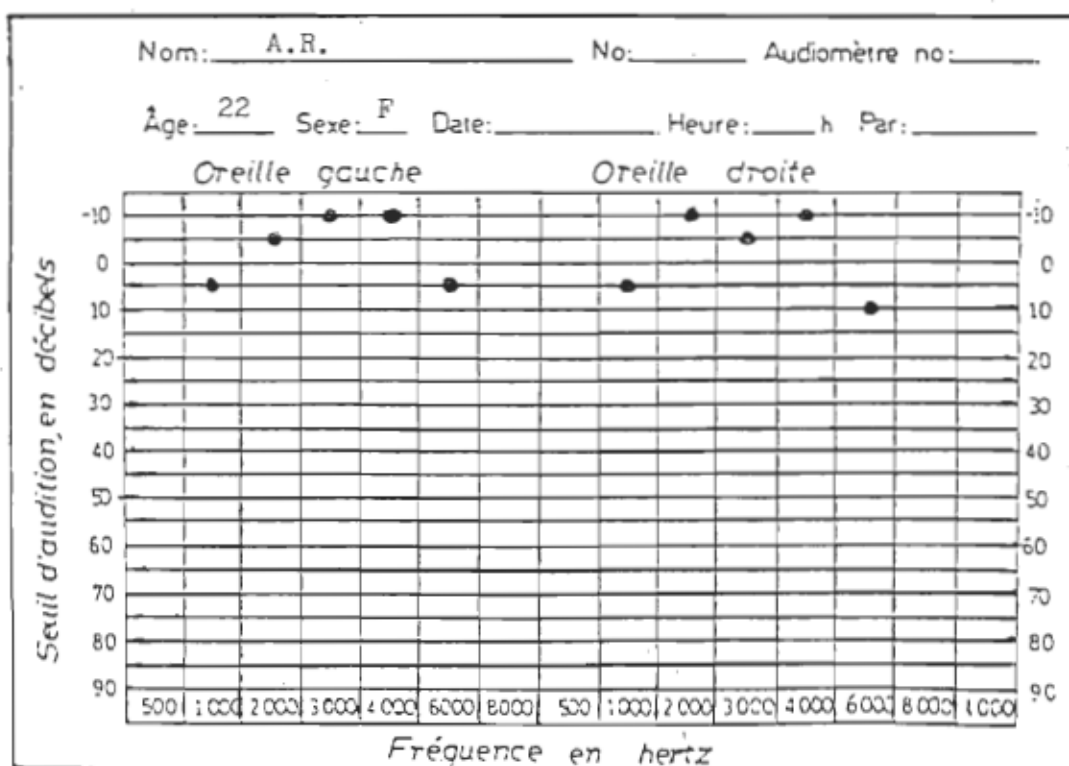 Nom: A.R. No: Audiomètre no:
Âge: 22 Sexe: F Date: Heure: h Par:
Oreille gauche Oreille droite
Seuil d'audition, en décibels
-10 -10
0 0
10 10
20 20
30 30
40 40
50 50
60 60
70 70
80 80
90 90
500 1000 2000 3000 4000 6000 8000 500 1000 2000 3000 4000 6000 8000 1000
Fréquence en hertz